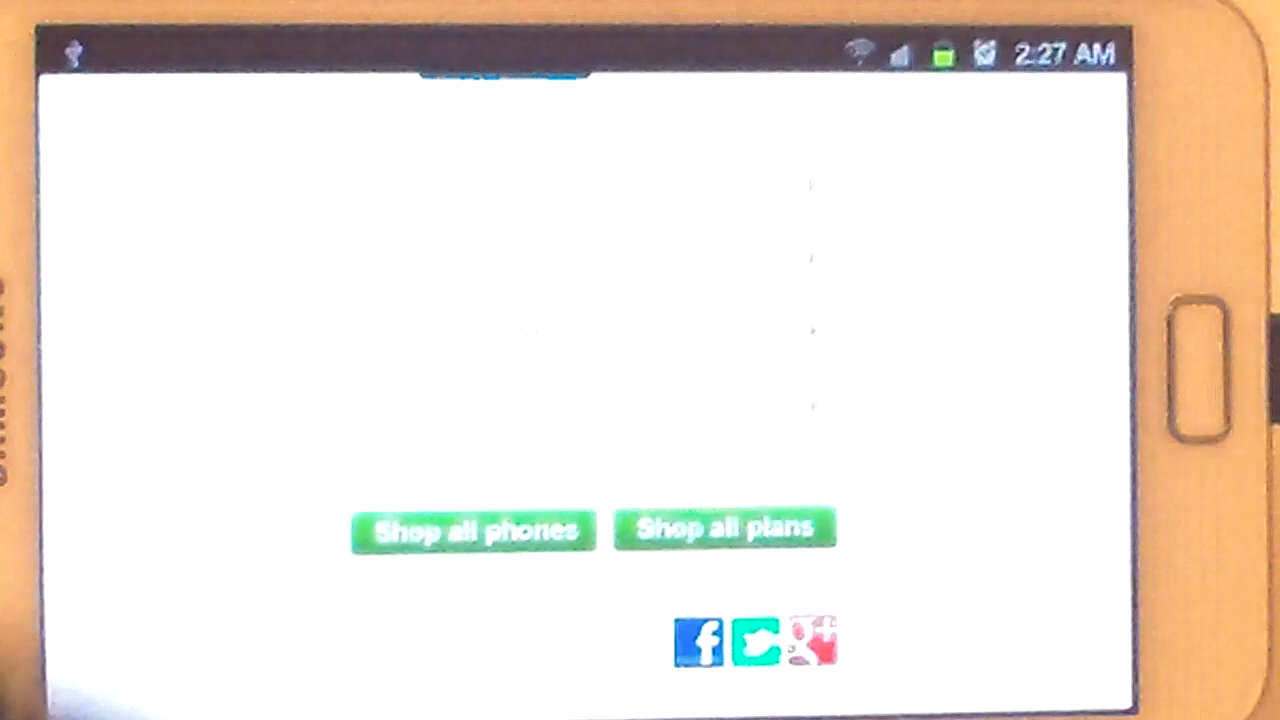 2:27 AM
Shop all phones
Shop all plans
f
g+